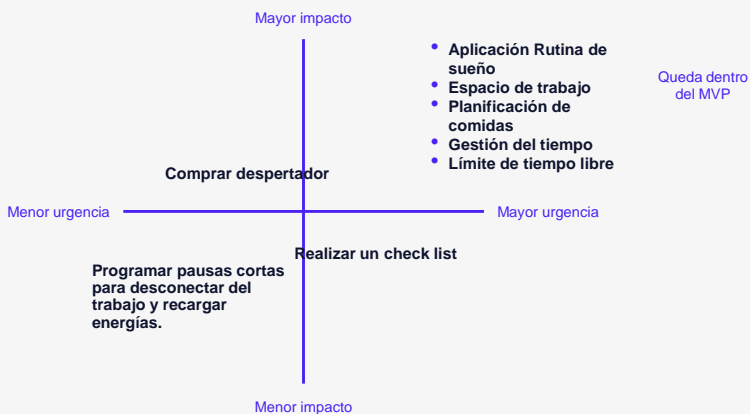 Mayor impacto
Aplicación Rutina de
sueño
Espacio de trabajo
Planificación de
comidas
Gestión del tiempo
Límite de tiempo libre
Queda dentro
del MVP
Comprar despertador
Menor urgencia
Mayor urgencia
Realizar un check list
Programar pausas cortas
para desconectar del
trabajo y recargar
energías.
Menor impacto